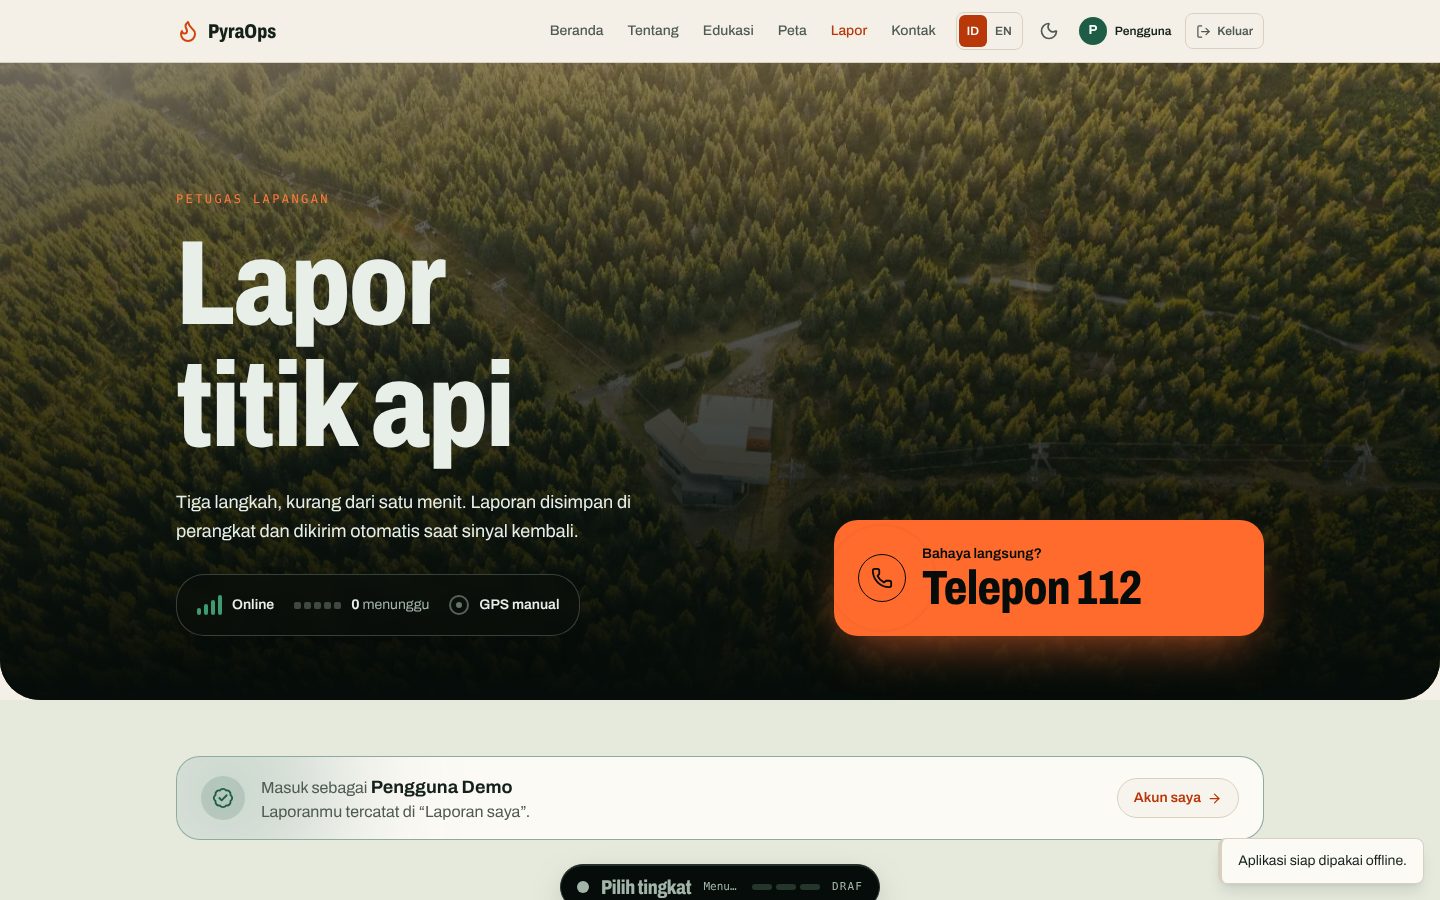 PyraOps
Beranda
Tentang
Edukasi
Peta
Lapor
Kontak
ID
EN
P
Pengguna
Keluar
PETUGAS LAPANGAN
Lapor
titik api
Tiga langkah, kurang dari satu menit. Laporan disimpan di
perangkat dan dikirim otomatis saat sinyal kembali.
Online
0 menunggu
GPS manual
Bahaya langsung?
Telepon 112
Masuk sebagai Pengguna Demo
Laporanmu tercatat di “Laporan saya”.
Akun saya
Aplikasi siap dipakai offline.
Pilih tingkat
Menu…
DRAF